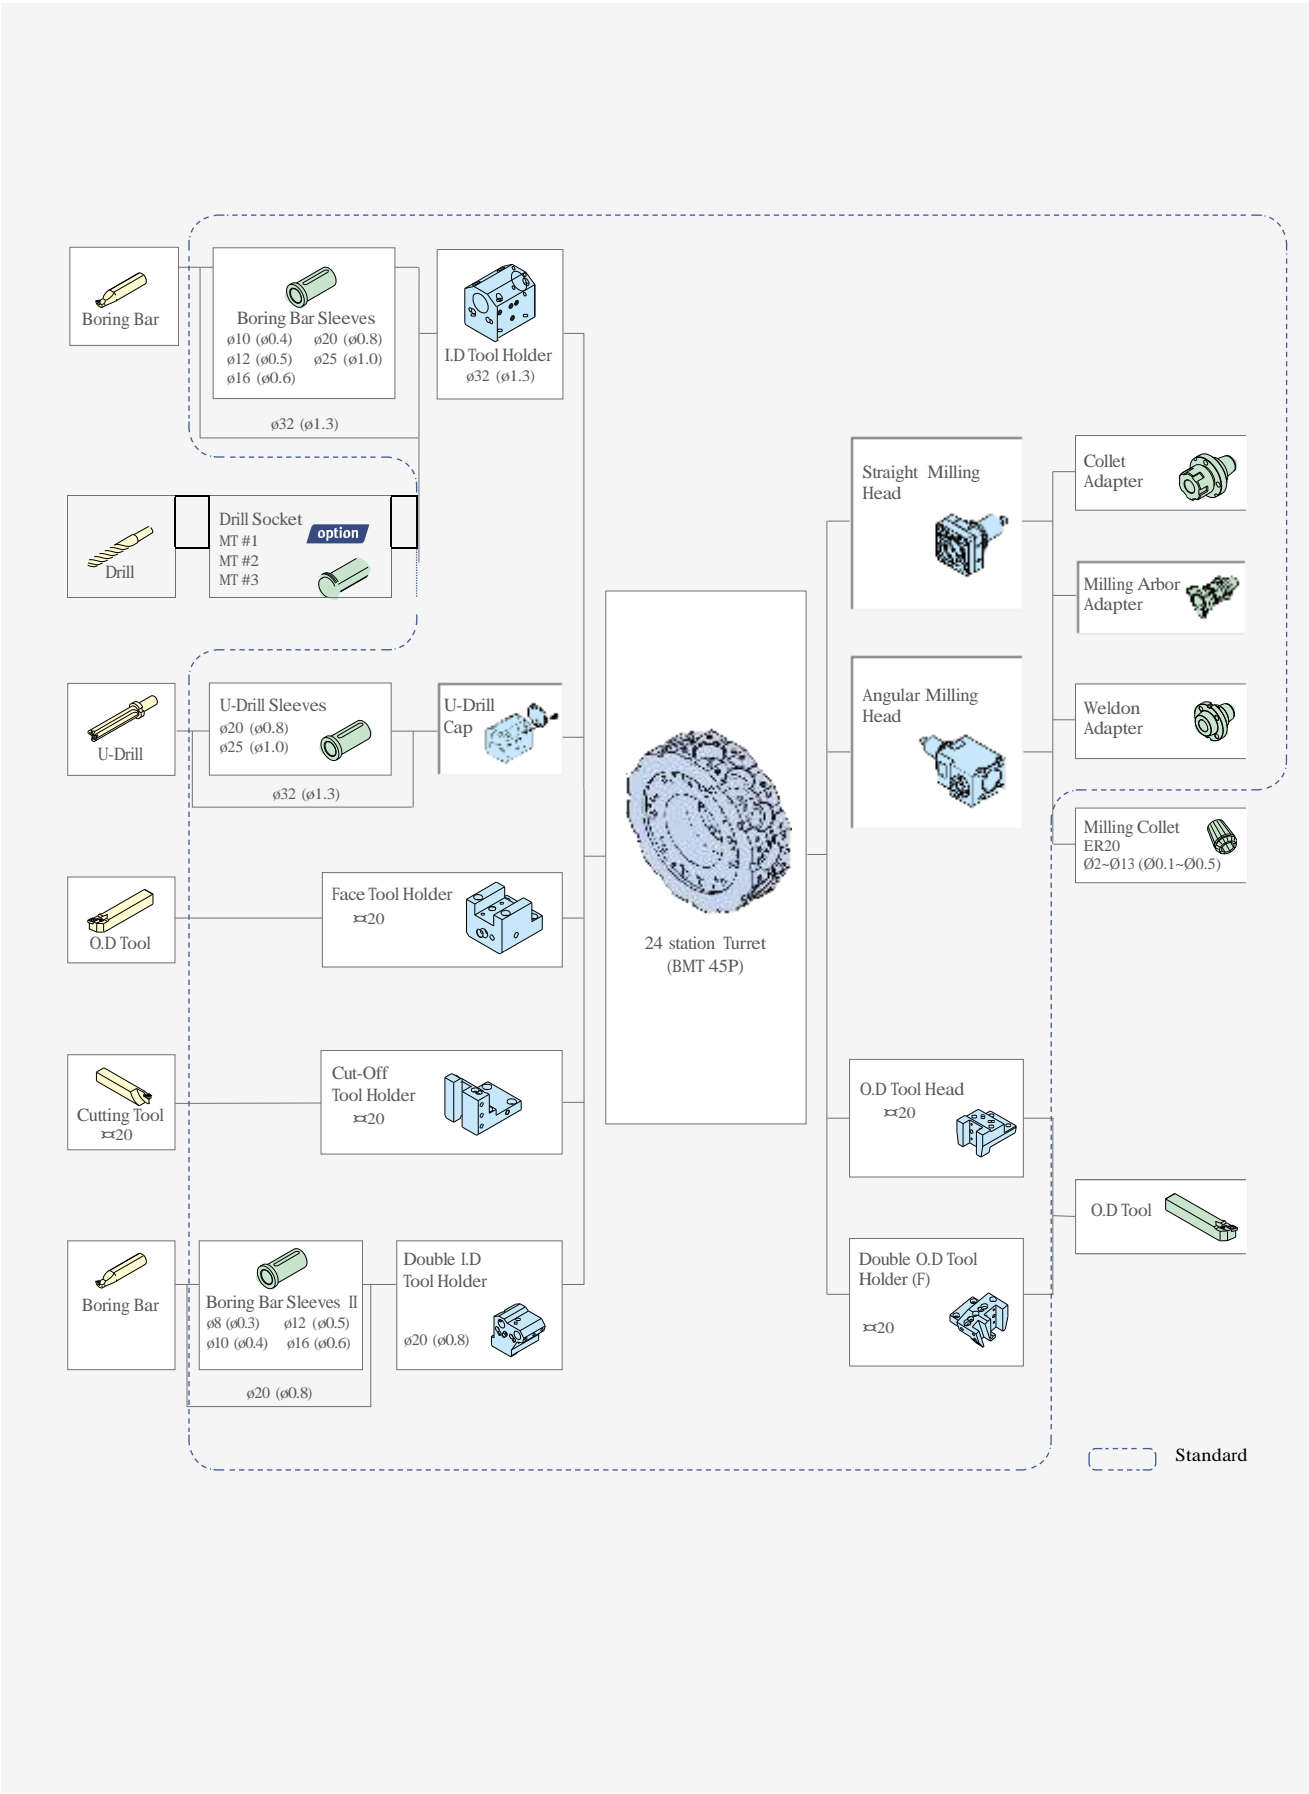 Boring Bar
Boring Bar Sleeves
ø10 (ø0.4) ø20 (ø0.8)
ø12 (ø0.5) ø25 (ø1.0)
ø16 (ø0.6)
ø32 (ø1.3)
I.D Tool Holder
ø32 (ø1.3)
Drill
Drill Socket
option
MT #1
MT #2
MT #3
U-Drill
U-Drill Sleeves
ø20 (ø0.8)
ø25 (ø1.0)
ø32 (ø1.3)
U-Drill
Cap
O.D Tool
Face Tool Holder
¤20
Cutting Tool
¤20
Cut-Off
Tool Holder
¤20
Boring Bar
Boring Bar Sleeves II
ø8 (ø0.3) ø12 (ø0.5)
ø10 (ø0.4) ø16 (ø0.6)
ø20 (ø0.8)
Double I.D
Tool Holder
ø20 (ø0.8)
24 station Turret
(BMT 45P)
Straight Milling
Head
Angular Milling
Head
Collet
Adapter
Milling Arbor
Adapter
Weldon
Adapter
Milling Collet
ER20
Ø2~Ø13 (Ø0.1~Ø0.5)
O.D Tool Head
¤20
Double O.D Tool
Holder (F)
¤20
O.D Tool
Standard